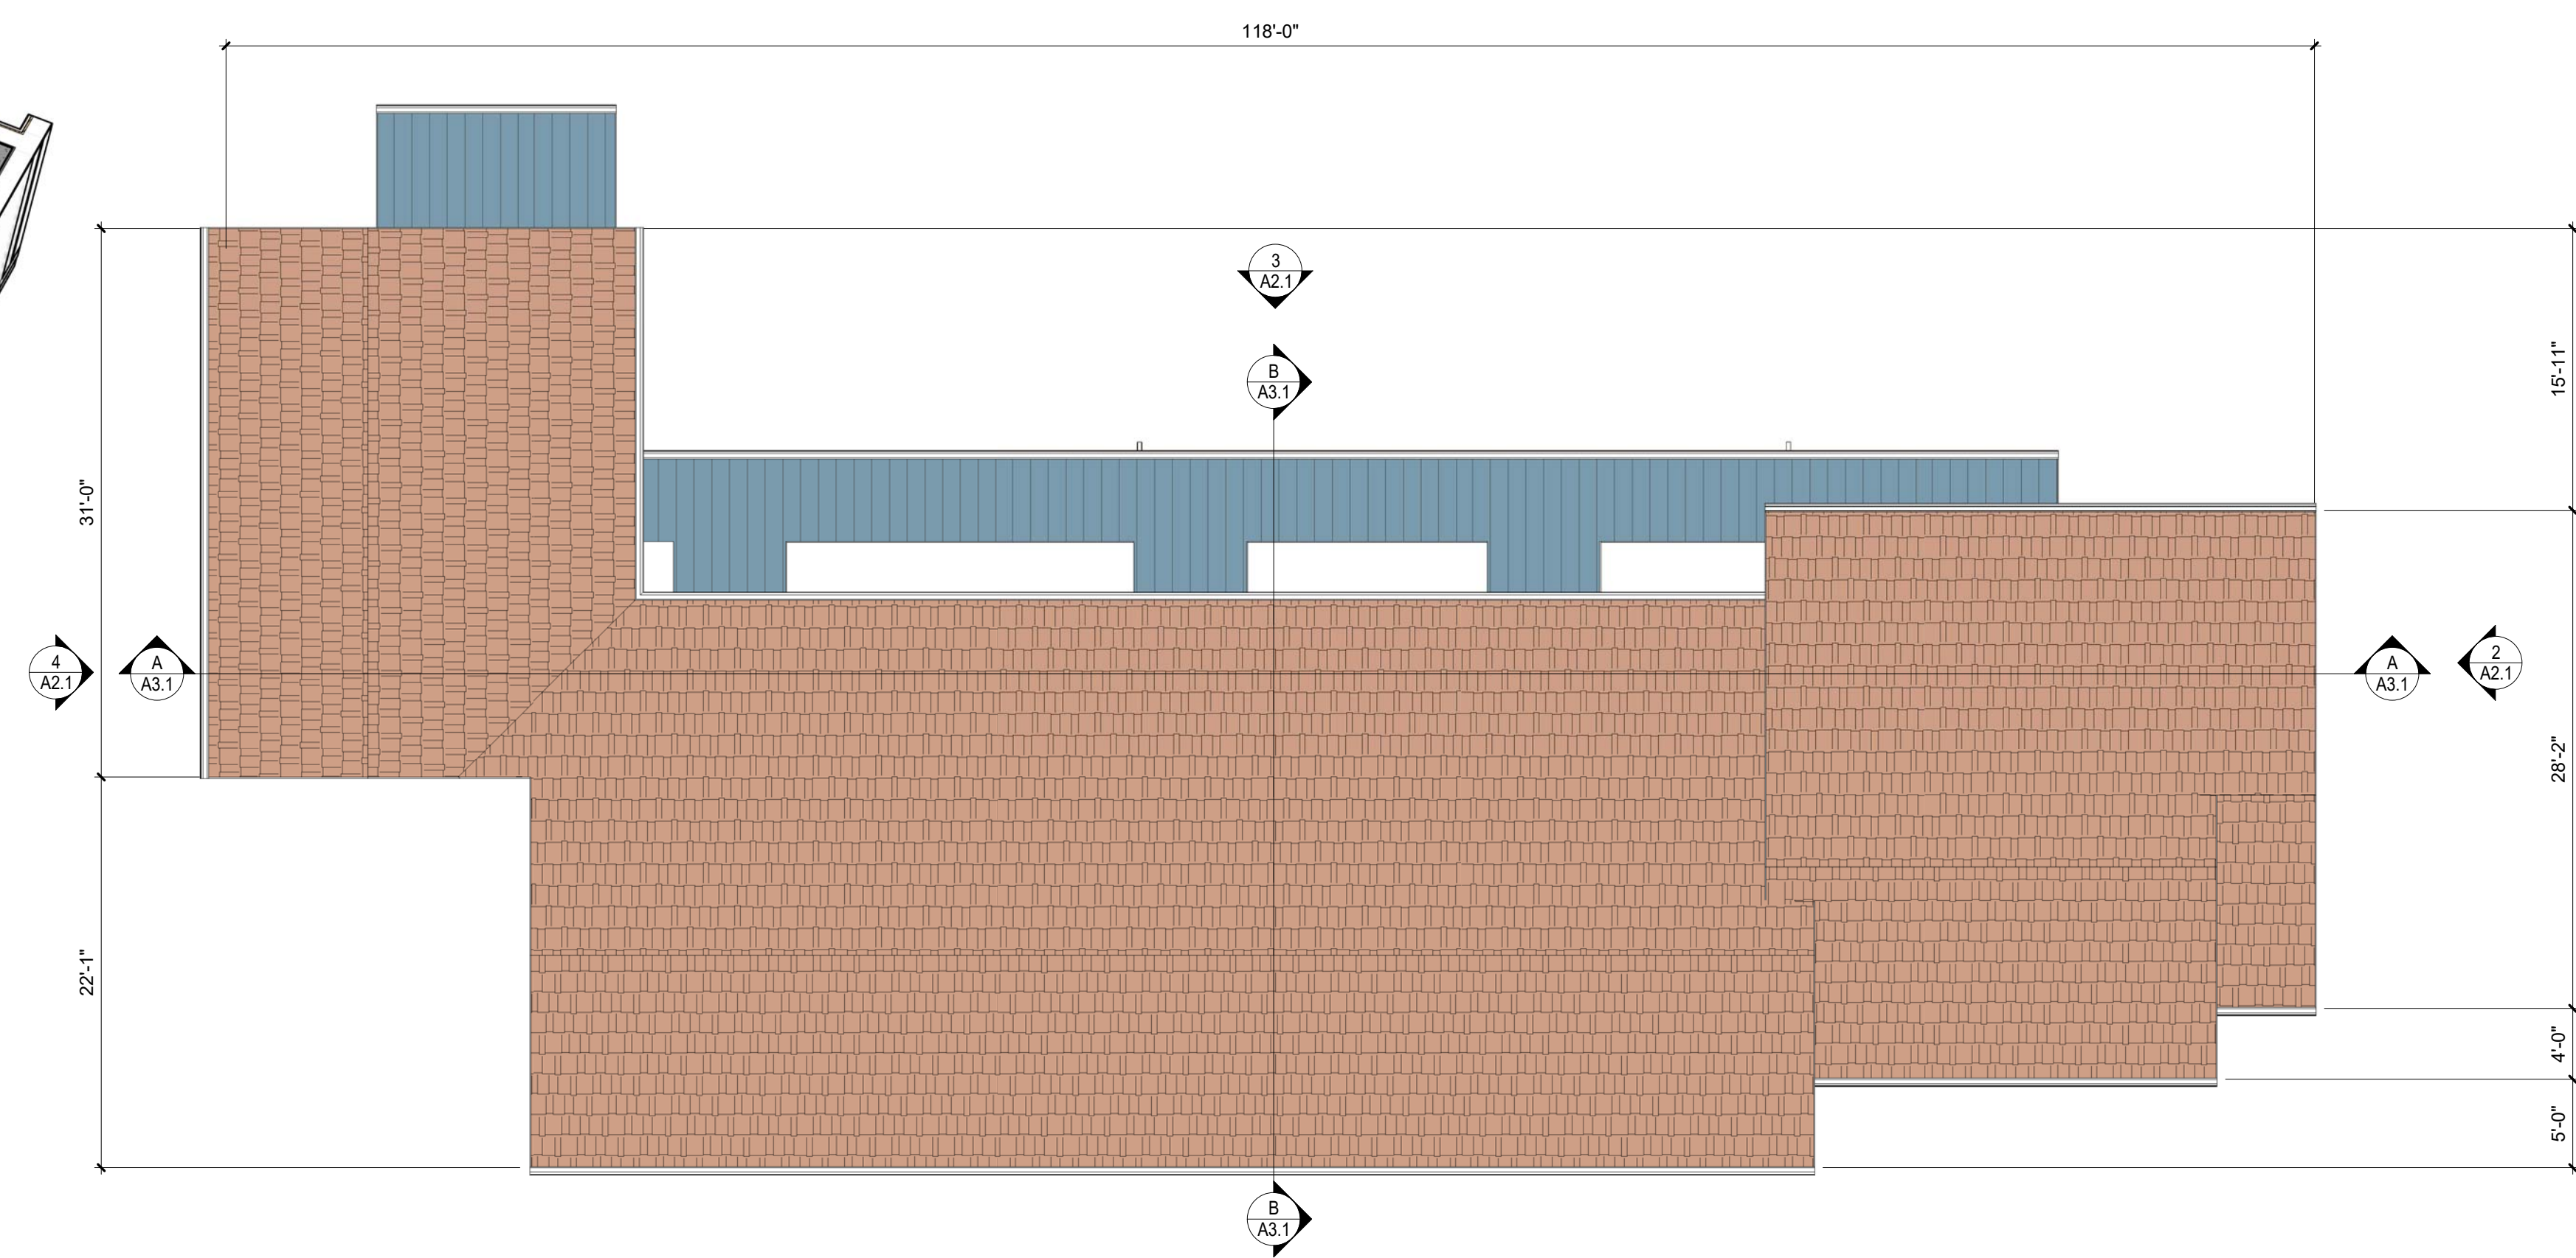 118'-0"
3
A2.1
B
A3.1
15'-11"
31'-0"
4
A2.1
A
A3.1
A
A3.1
2
A2.1
28'-2"
22'-1"
4'-0"
5'-0"
B
A3.1